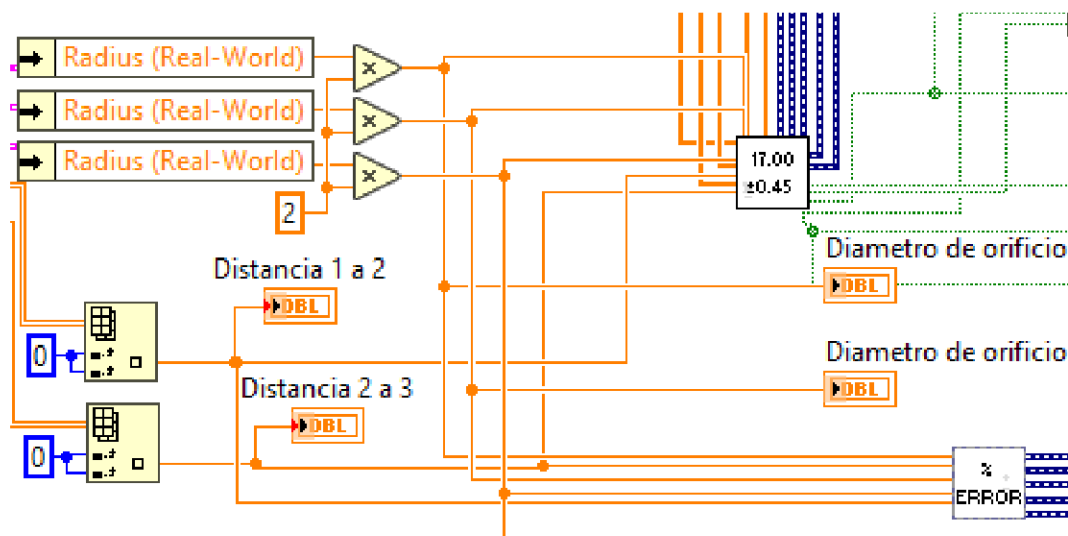 Radius (Real-World)
Radius (Real-World)
Radius (Real-World)
2
17.00
±0.45
Diametro de orificio
DBL
Distancia 1 a 2
DBL
0
Diametro de orificio
DBL
Distancia 2 a 3
DBL
0
%
ERROR